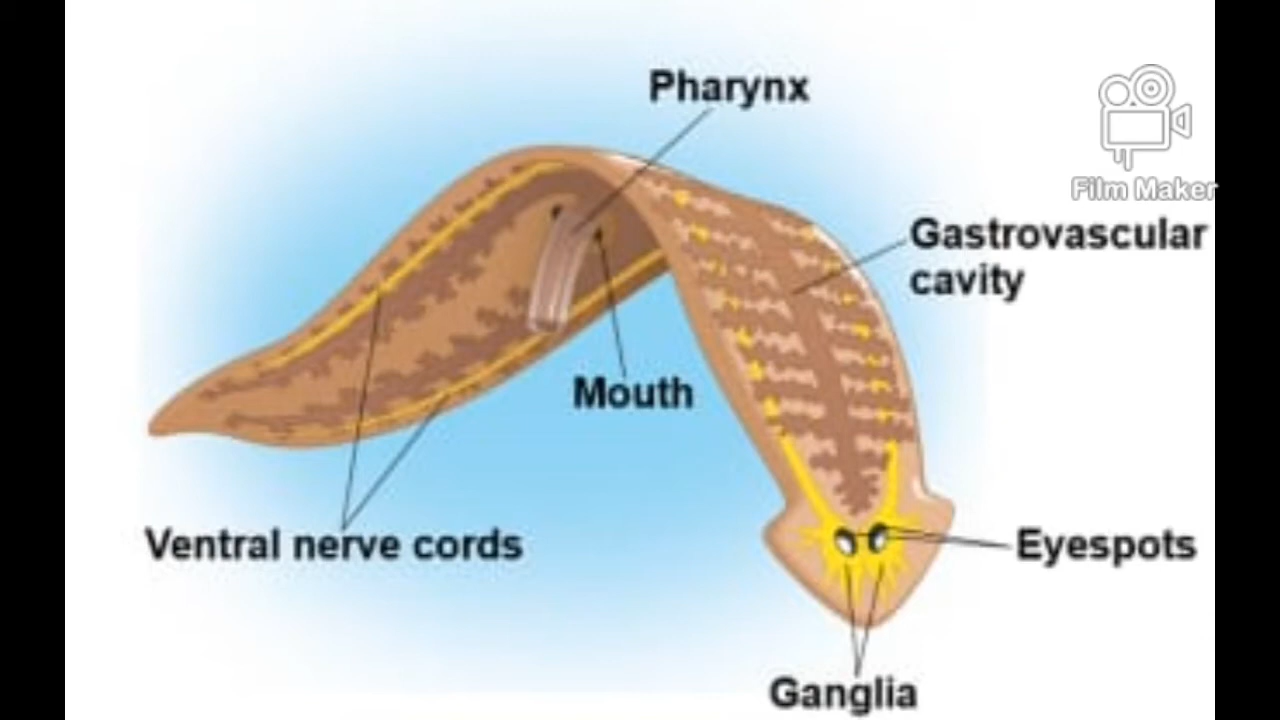 Pharynx
Film Maker
Gastrovascular
cavity
Mouth
Ventral nerve cords
Eyespots
Ganglia